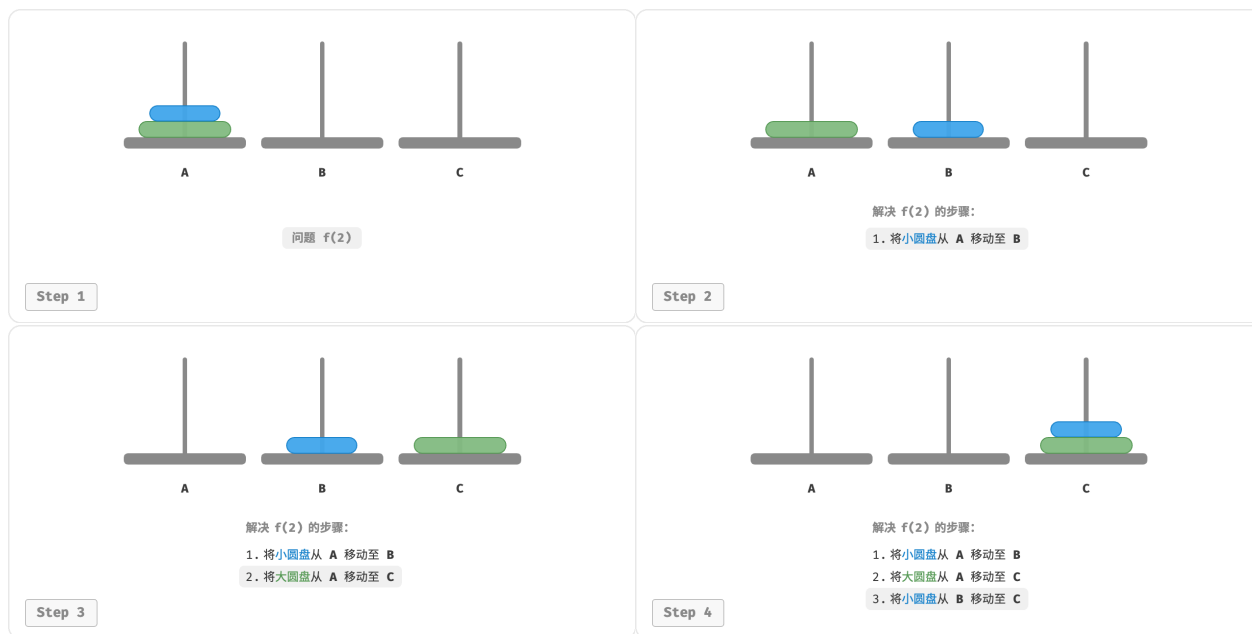 A B C
问题 f(2)
Step 1
A B C
解决 f(2) 的步骤：
1. 将小圆盘从 A 移动至 B
Step 2
A B C
解决 f(2) 的步骤：
1. 将小圆盘从 A 移动至 B
2. 将大圆盘从 A 移动至 C
Step 3
A B C
解决 f(2) 的步骤：
1. 将小圆盘从 A 移动至 B
2. 将大圆盘从 A 移动至 C
3. 将小圆盘从 B 移动至 C
Step 4